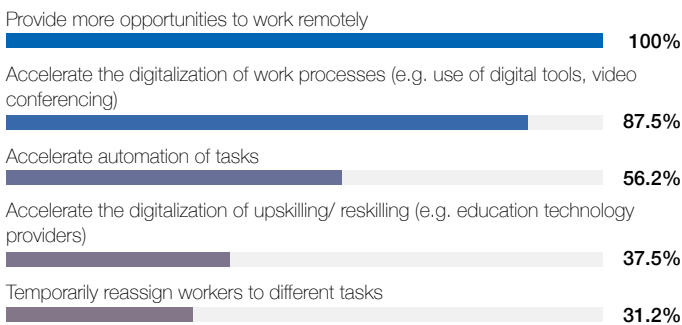 Provide more opportunities to work remotely
100%
Accelerate the digitalization of work processes (e.g. use of digital tools, video
conferencing)
87.5%
Accelerate automation of tasks
56.2%
Accelerate the digitalization of upskilling/ reskilling (e.g. education technology
providers)
37.5%
Temporarily reassign workers to different tasks
31.2%